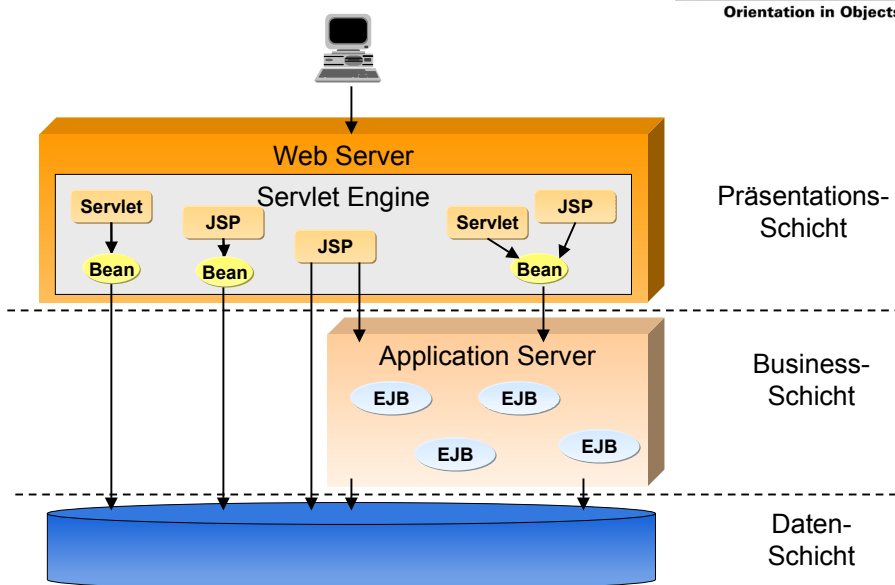 Orientation in Objects
Web Server
Servlet Engine
Servlet
JSP
JSP
Servlet
JSP
Bean
Bean
Bean
Präsentations-
Schicht
Application Server
EJB
EJB
EJB
EJB
Business-
Schicht
Daten-
Schicht